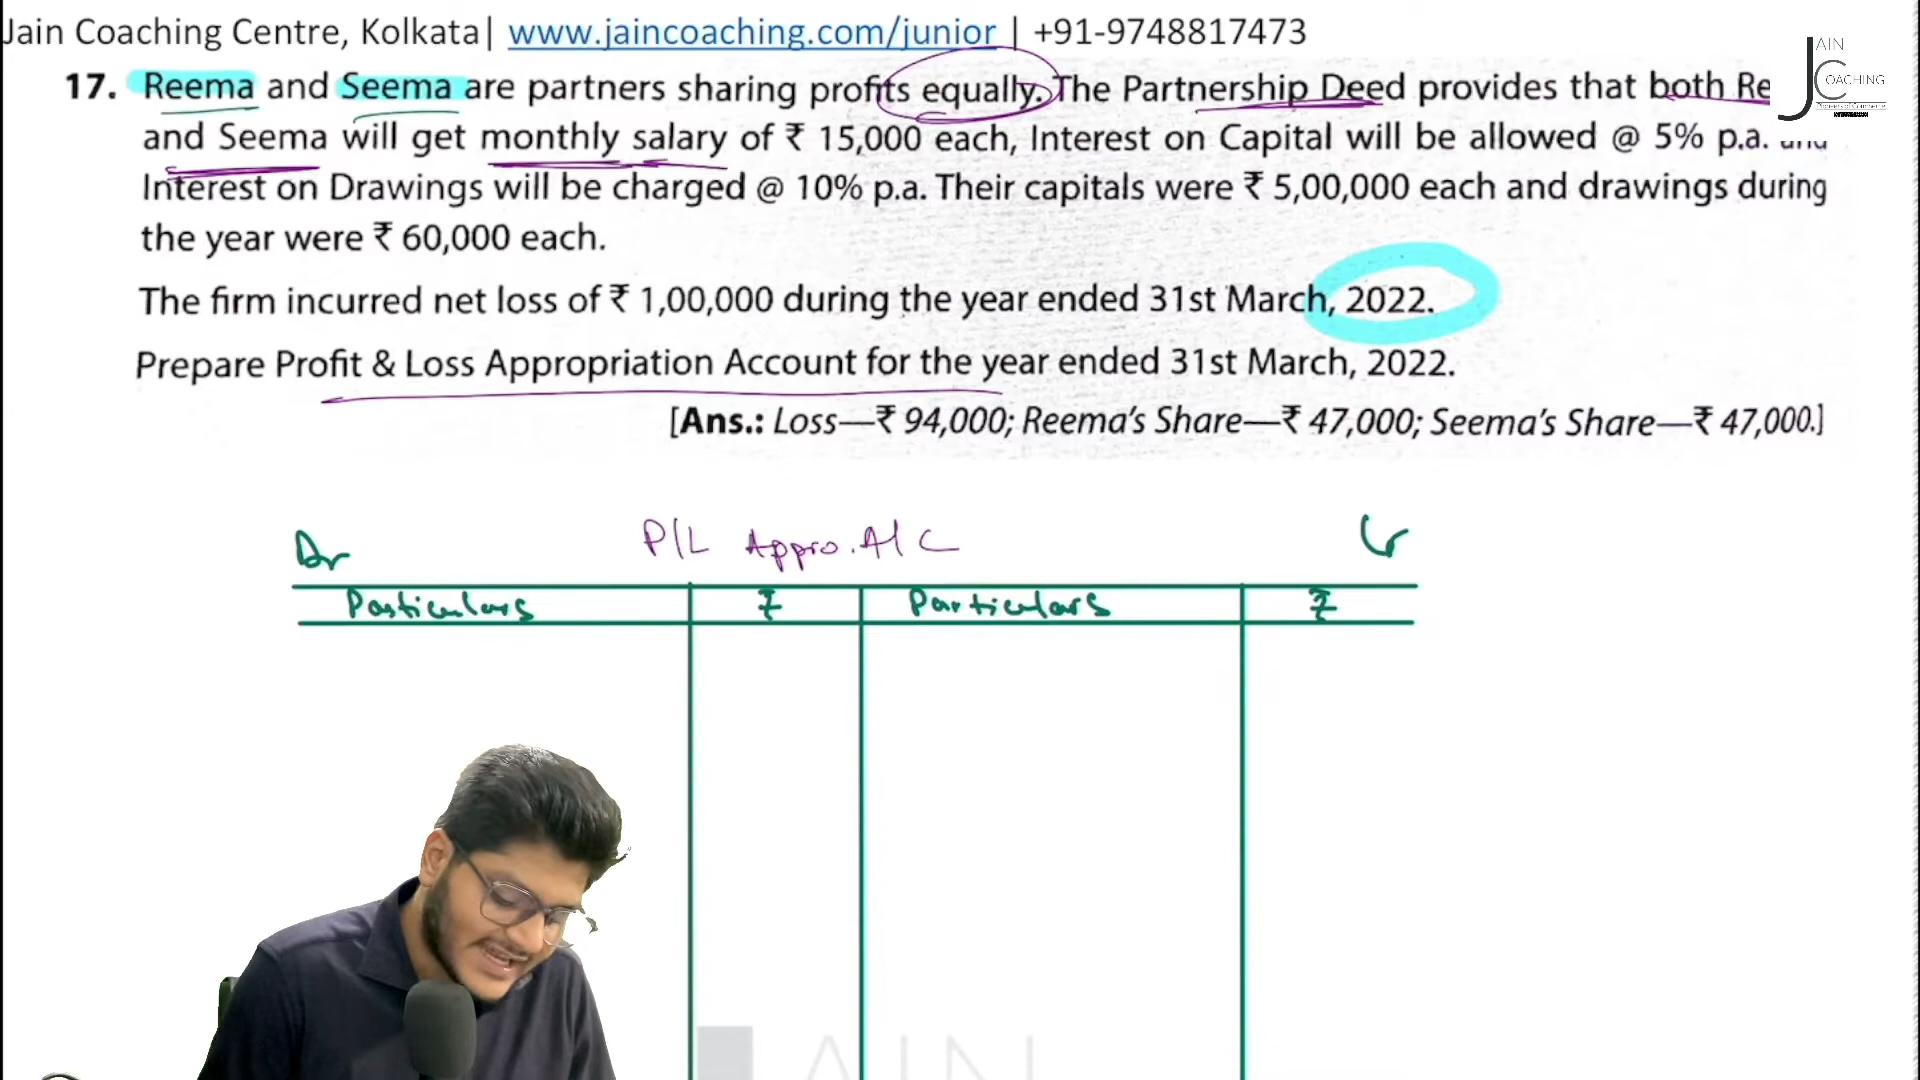 Jain Coaching Centre, Kolkata| www.jaincoaching.com/junior | +91-9748817473
JAIN COACHING
17. Reema and Seema are partners sharing profits equally. The Partnership Deed provides that both Re
and Seema will get monthly salary of ₹ 15,000 each, Interest on Capital will be allowed @ 5% p.a. and
Interest on Drawings will be charged @ 10% p.a. Their capitals were ₹ 5,00,000 each and drawings during
the year were ₹ 60,000 each.
The firm incurred net loss of ₹ 1,00,000 during the year ended 31st March, 2022.
Prepare Profit & Loss Appropriation Account for the year ended 31st March, 2022.
[Ans.: Loss—₹ 94,000; Reema's Share—₹ 47,000; Seema's Share—₹ 47,000.]
Dr P/L Appro. A/C Cr
Particulars ₹ Particulars ₹
JAIN